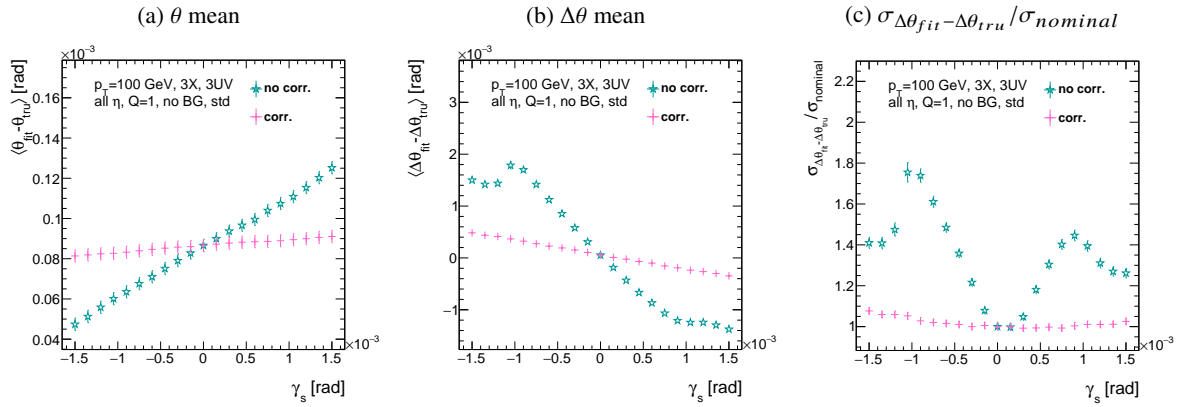 (a) θ mean
×10⁻³
⟨θfit-θtru⟩ [rad]
0.16
0.14
0.12
0.1
0.08
0.06
0.04
pT=100 GeV, 3X, 3UV
all η, Q=1, no BG, std
no corr.
corr.
−1.5 −1 −0.5 0 0.5 1 1.5
×10⁻³
γs [rad]
(b) Δθ mean
×10⁻³
⟨Δθfit-Δθtru⟩ [rad]
3
2
1
0
−1
pT=100 GeV, 3X, 3UV
all η, Q=1, no BG, std
no corr.
corr.
−1.5 −1 −0.5 0 0.5 1 1.5
×10⁻³
γs [rad]
(c) σΔθfit−Δθtru/σnominal
σΔθfit-Δθtru/σnominal
2.2
2
1.8
1.6
1.4
1.2
1
pT=100 GeV, 3X, 3UV
all η, Q=1, no BG, std
no corr.
corr.
−1.5 −1 −0.5 0 0.5 1 1.5
×10⁻³
γs [rad]